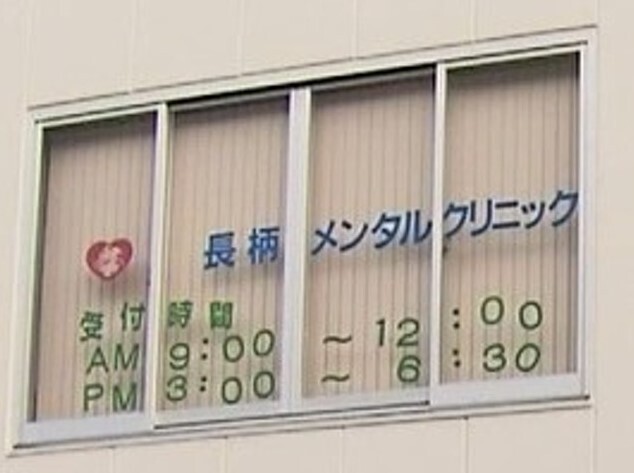 長柄 メンタルクリニック
受付時間
AM 9:00 ~ 12:00
PM 3:00 ~ 6:30